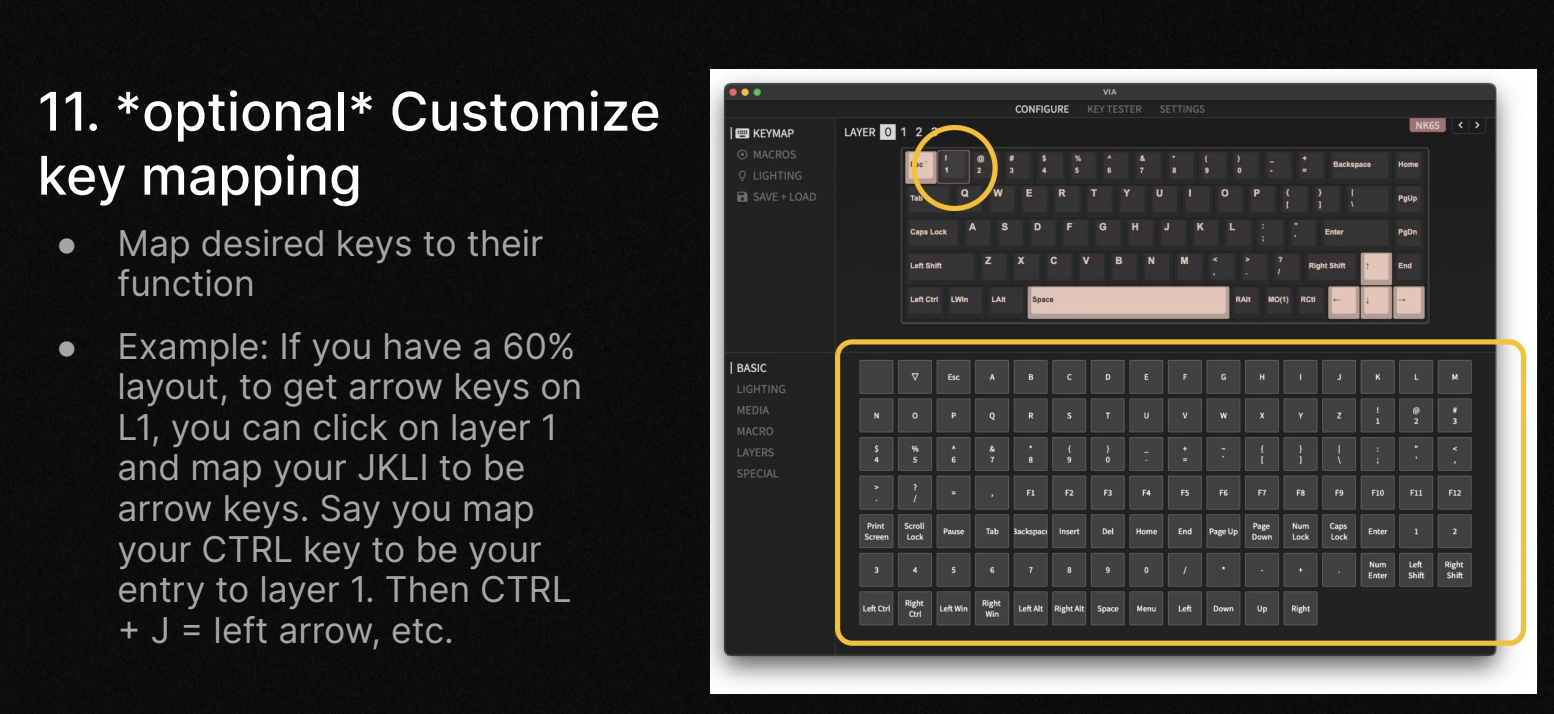 11. *optional* Customize
key mapping
● Map desired keys to their
function
● Example: If you have a 60%
layout, to get arrow keys on
L1, you can click on layer 1
and map your JKLI to be
arrow keys. Say you map
your CTRL key to be your
entry to layer 1. Then CTRL
+ J = left arrow, etc.
VIA
CONFIGURE KEY TESTER SETTINGS
KEYMAP
MACROS
LIGHTING
SAVE + LOAD
LAYER 0 1 2 3
NK65 < >
! @ # $ % ^ & * ( ) _ +
1 2 3 4 5 6 7 8 9 0 - = Backspace Home
Tab Q W E R T Y U I O P { } |
[ ] \ PgUp
Caps Lock A S D F G H J K L : "
; ' Enter PgDn
Left Shift Z X C V B N M < > ?
, . / Right Shift ↑ End
Left Ctrl LWin LAlt Space RAlt MO(1) RCtl ← ↓ →
BASIC
LIGHTING
MEDIA
MACRO
LAYERS
SPECIAL
▽ Esc A B C D E F G H I J K L M
N O P Q R S T U V W X Y Z ! @ #
1 2 3
$ % ^ & * ( ) _ + ~ { } | : " <
4 5 6 7 8 9 0 - = ` [ ] \ ; ' ,
> ?
. / = , F1 F2 F3 F4 F5 F6 F7 F8 F9 F10 F11 F12
Print Scroll Page Num Caps
Screen Lock Pause Tab Backspace Insert Del Home End Page Up Down Lock Lock Enter 1 2
3 4 5 6 7 8 9 0 / * - + . Num Left Right
Enter Shift Shift
Left Ctrl Right Left Win Right Left Alt Right Alt Space Menu Left Down Up Right
Ctrl Win